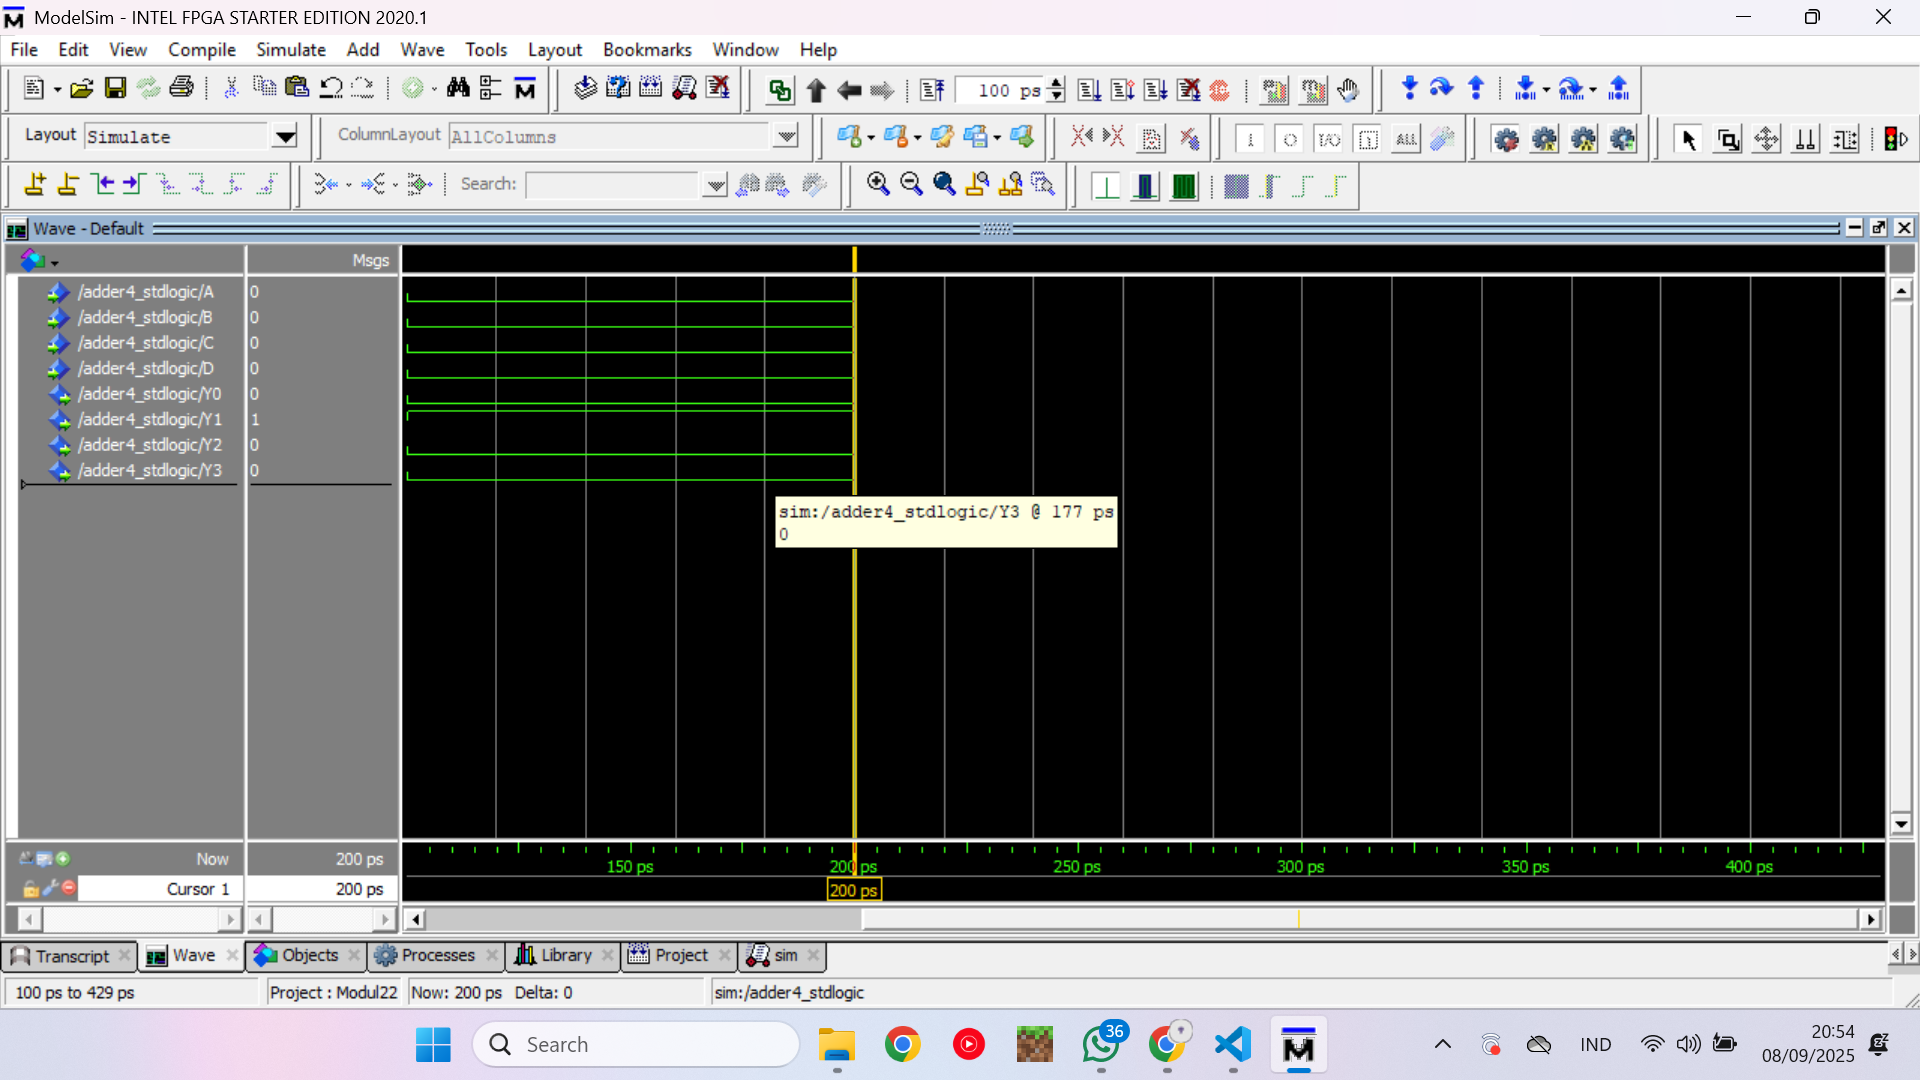 ModelSim - INTEL FPGA STARTER EDITION 2020.1
File Edit View Compile Simulate Add Wave Tools Layout Bookmarks Window Help
100 ps
Layout Simulate ColumnLayout AllColumns
Search:
Wave - Default
Msgs
/adder4_stdlogic/A 0
/adder4_stdlogic/B 0
/adder4_stdlogic/C 0
/adder4_stdlogic/D 0
/adder4_stdlogic/Y0 0
/adder4_stdlogic/Y1 1
/adder4_stdlogic/Y2 0
/adder4_stdlogic/Y3 0
sim:/adder4_stdlogic/Y3 @ 177 ps
0
Now 200 ps 150 ps 200 ps 250 ps 300 ps 350 ps 400 ps
Cursor 1 200 ps 200 ps
Transcript Wave Objects Processes Library Project sim
100 ps to 429 ps Project : Modul22 Now: 200 ps Delta: 0 sim:/adder4_stdlogic
Search 36 IND 20:54
08/09/2025